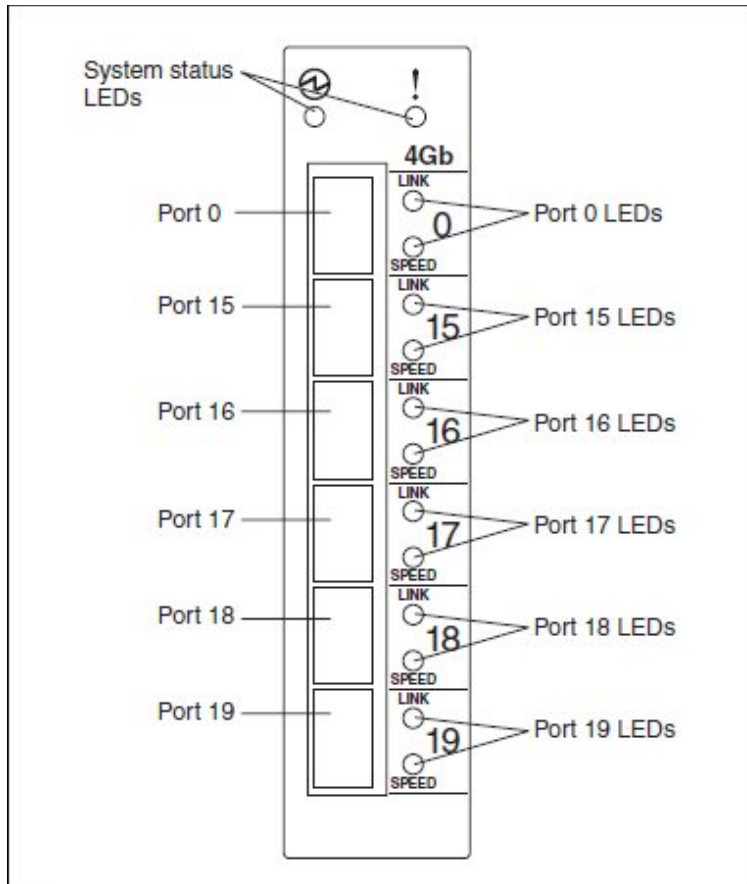 System status
LEDs
!
4Gb
LINK
Port 0
0
Port 0 LEDs
SPEED
LINK
Port 15
15
Port 15 LEDs
SPEED
LINK
Port 16
16
Port 16 LEDs
SPEED
LINK
Port 17
17
Port 17 LEDs
SPEED
LINK
Port 18
18
Port 18 LEDs
SPEED
LINK
Port 19
19
Port 19 LEDs
SPEED